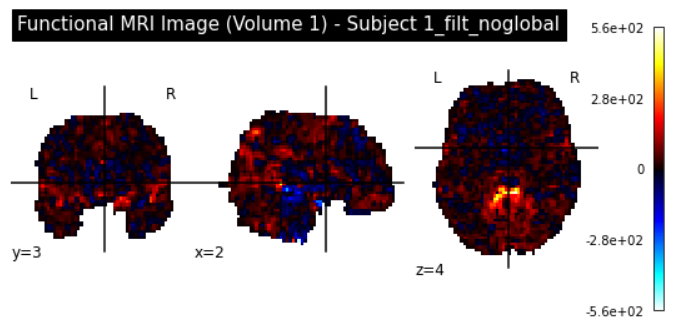 Functional MRI Image (Volume 1) - Subject 1_filt_noglobal
L R
y=3
x=2
L R
z=4
5.6e+02
2.8e+02
0
-2.8e+02
-5.6e+02